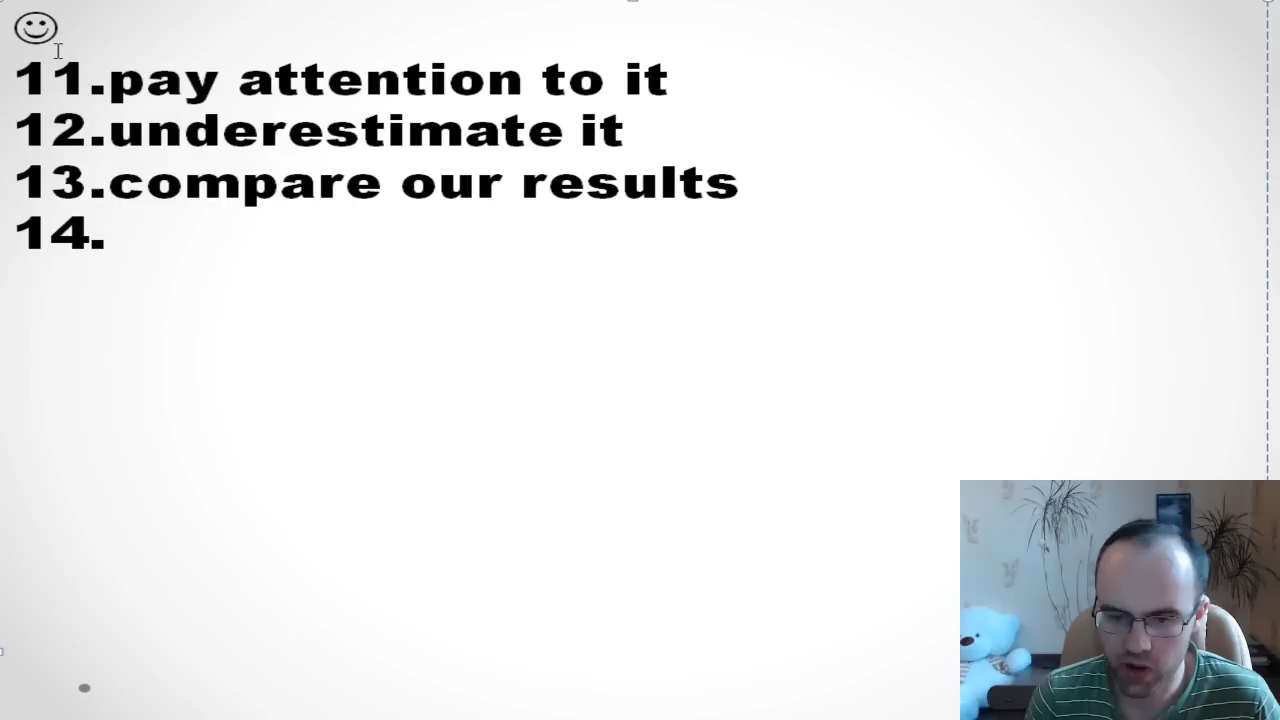 11.pay attention to it
12.underestimate it
13.compare our results
14.